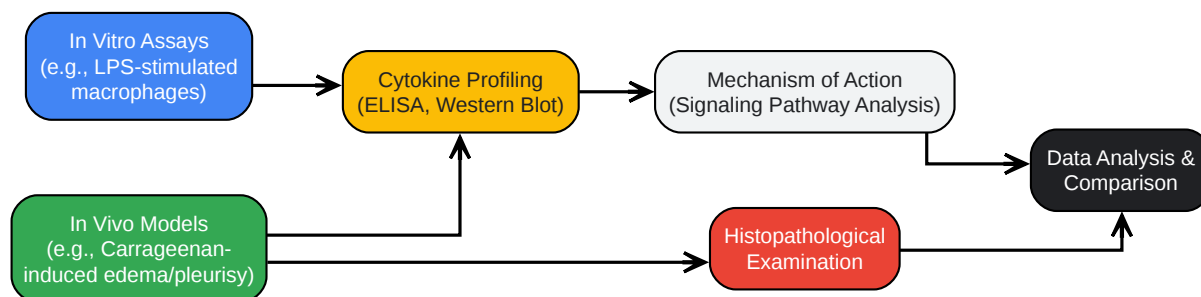 In Vitro Assays
(e.g., LPS-stimulated
macrophages)
Cytokine Profiling
(ELISA, Western Blot)
Mechanism of Action
(Signaling Pathway Analysis)
Data Analysis &
Comparison
In Vivo Models
(e.g., Carrageenan-
induced edema/pleurisy)
Histopathological
Examination